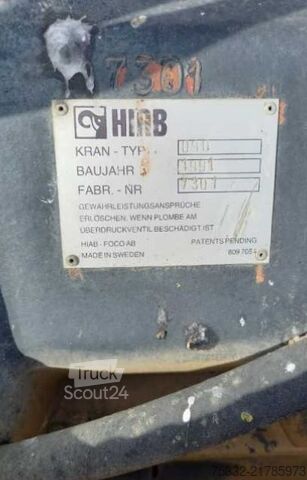 7301
HIAB
KRAN - TYP
BAUJAHR 1991
FABR. - NR 7301
GEWÄHRLEISTUNGSANSPRÜCHE
ERLÖSCHEN, WENN PLOMBE AM
ÜBERDRUCKVENTIL BESCHÄDIGT IST
HIAB - FOCO AB PATENTS PENDING
MADE IN SWEDEN
Truck
Scout24